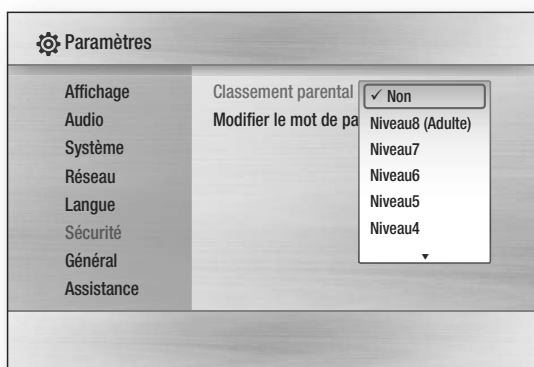 Paramètres
Affichage
Audio
Système
Réseau
Langue
Sécurité
Général
Assistance
Classement parental
Modifier le mot de pa
✓ Non
Niveau8 (Adulte)
Niveau7
Niveau6
Niveau5
Niveau4